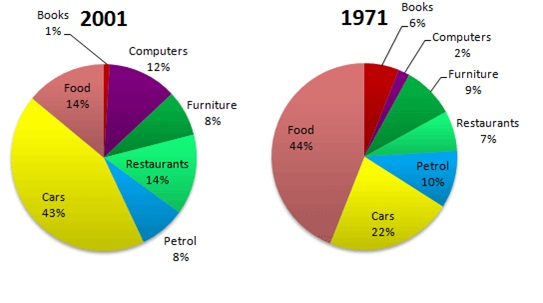 2001
Books
1%
Computers
12%
Furniture
8%
Restaurants
14%
Petrol
8%
Cars
43%
Food
14%
1971
Books
6%
Computers
2%
Furniture
9%
Restaurants
7%
Petrol
10%
Cars
22%
Food
44%